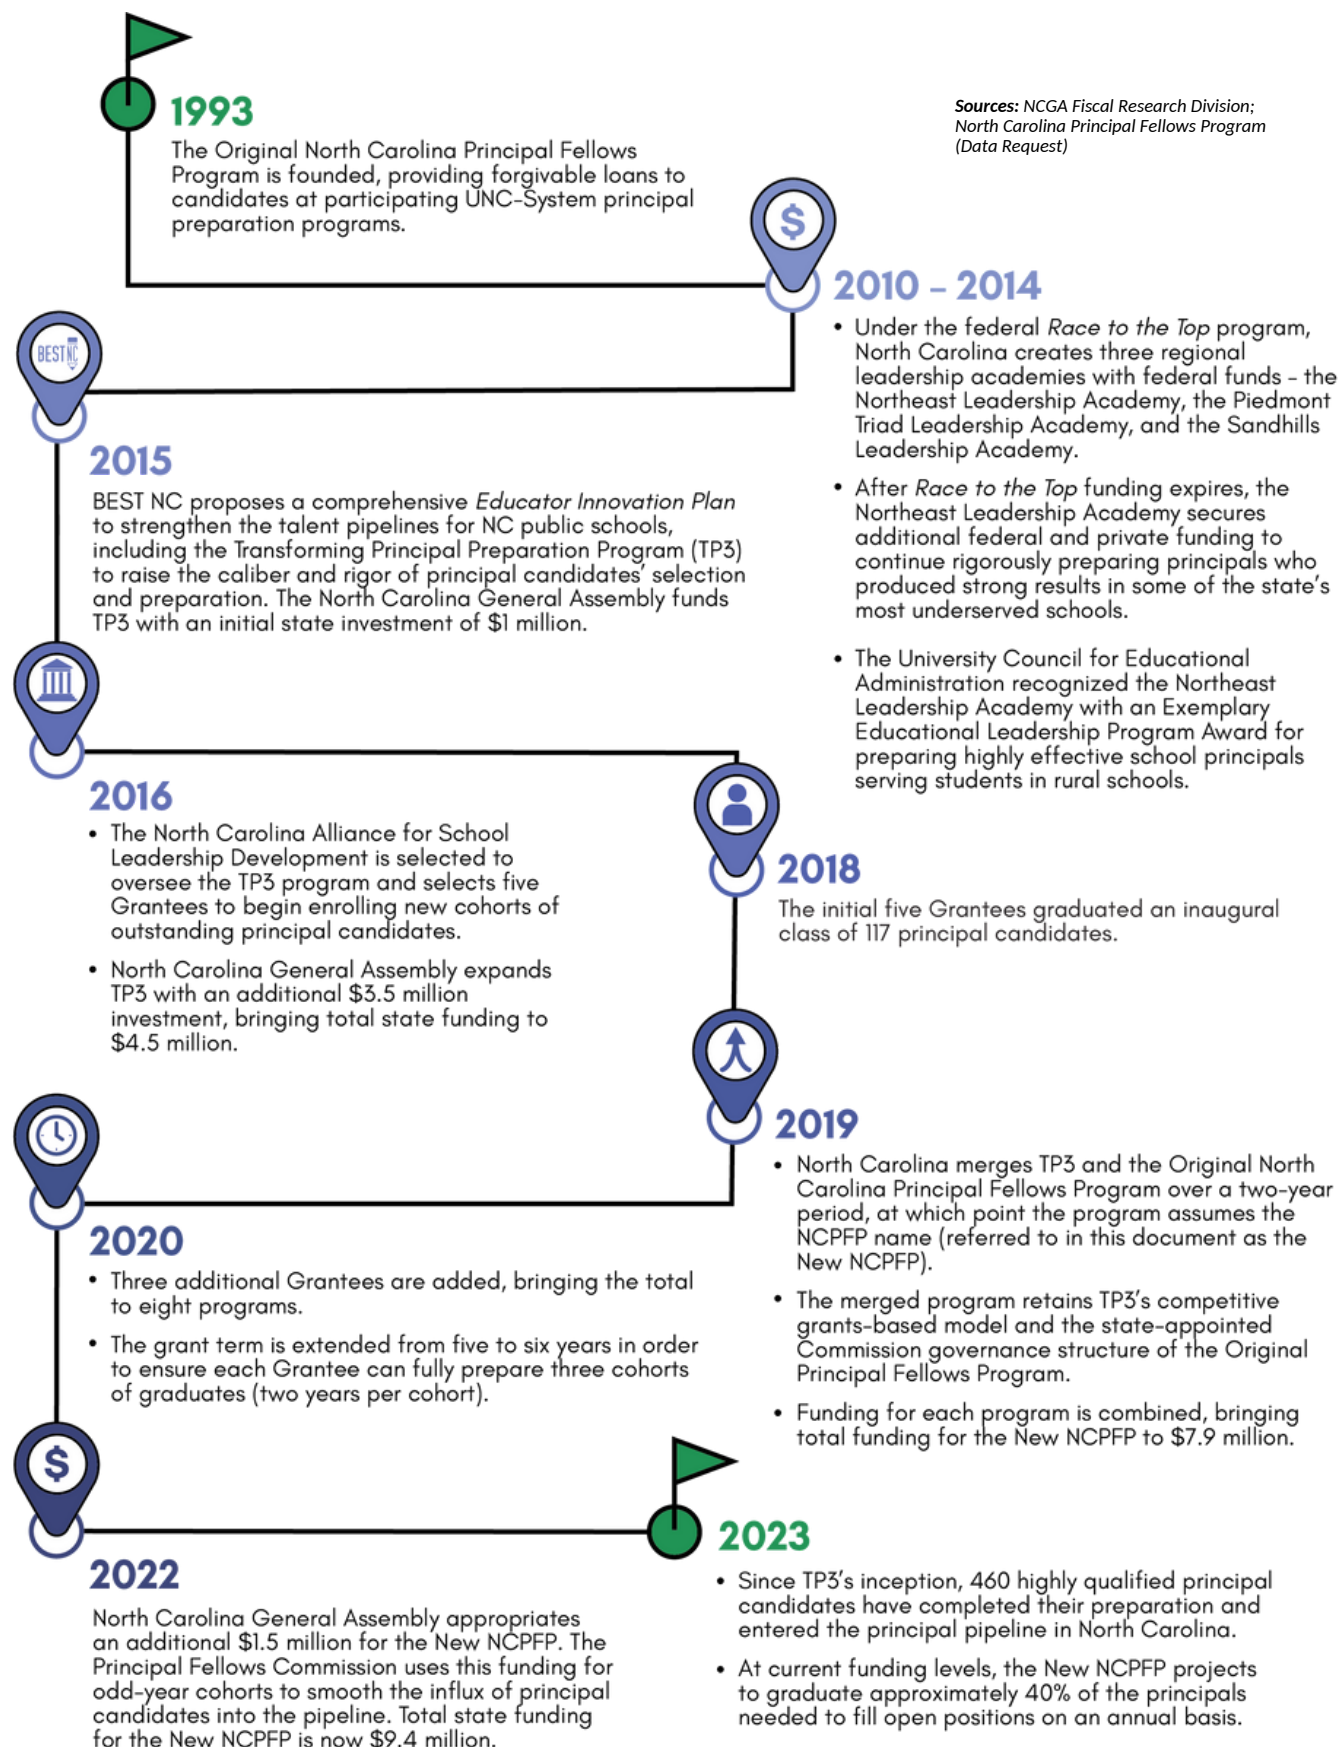 1993
The Original North Carolina Principal Fellows
Program is founded, providing forgivable loans to
candidates at participating UNC-System principal
preparation programs.
Sources: NCGA Fiscal Research Division;
North Carolina Principal Fellows Program
(Data Request)
$
2010 – 2014
• Under the federal Race to the Top program,
North Carolina creates three regional
leadership academies with federal funds - the
Northeast Leadership Academy, the Piedmont
Triad Leadership Academy, and the Sandhills
Leadership Academy.
• After Race to the Top funding expires, the
Northeast Leadership Academy secures
additional federal and private funding to
continue rigorously preparing principals who
produced strong results in some of the state's
most underserved schools.
• The University Council for Educational
Administration recognized the Northeast
Leadership Academy with an Exemplary
Educational Leadership Program Award for
preparing highly effective school principals
serving students in rural schools.
BEST NC
2015
BEST NC proposes a comprehensive Educator Innovation Plan
to strengthen the talent pipelines for NC public schools,
including the Transforming Principal Preparation Program (TP3)
to raise the caliber and rigor of principal candidates' selection
and preparation. The North Carolina General Assembly funds
TP3 with an initial state investment of $1 million.
2016
• The North Carolina Alliance for School
Leadership Development is selected to
oversee the TP3 program and selects five
Grantees to begin enrolling new cohorts of
outstanding principal candidates.
• North Carolina General Assembly expands
TP3 with an additional $3.5 million
investment, bringing total state funding to
$4.5 million.
2018
The initial five Grantees graduated an inaugural
class of 117 principal candidates.
2019
• North Carolina merges TP3 and the Original North
Carolina Principal Fellows Program over a two-year
period, at which point the program assumes the
NCPFP name (referred to in this document as the
New NCPFP).
• The merged program retains TP3's competitive
grants-based model and the state-appointed
Commission governance structure of the Original
Principal Fellows Program.
• Funding for each program is combined, bringing
total funding for the New NCPFP to $7.9 million.
2020
• Three additional Grantees are added, bringing the total
to eight programs.
• The grant term is extended from five to six years in order
to ensure each Grantee can fully prepare three cohorts
of graduates (two years per cohort).
$
2022
North Carolina General Assembly appropriates
an additional $1.5 million for the New NCPFP. The
Principal Fellows Commission uses this funding for
odd-year cohorts to smooth the influx of principal
candidates into the pipeline. Total state funding
for the New NCPFP is now $9.4 million.
2023
• Since TP3's inception, 460 highly qualified principal
candidates have completed their preparation and
entered the principal pipeline in North Carolina.
• At current funding levels, the New NCPFP projects
to graduate approximately 40% of the principals
needed to fill open positions on an annual basis.